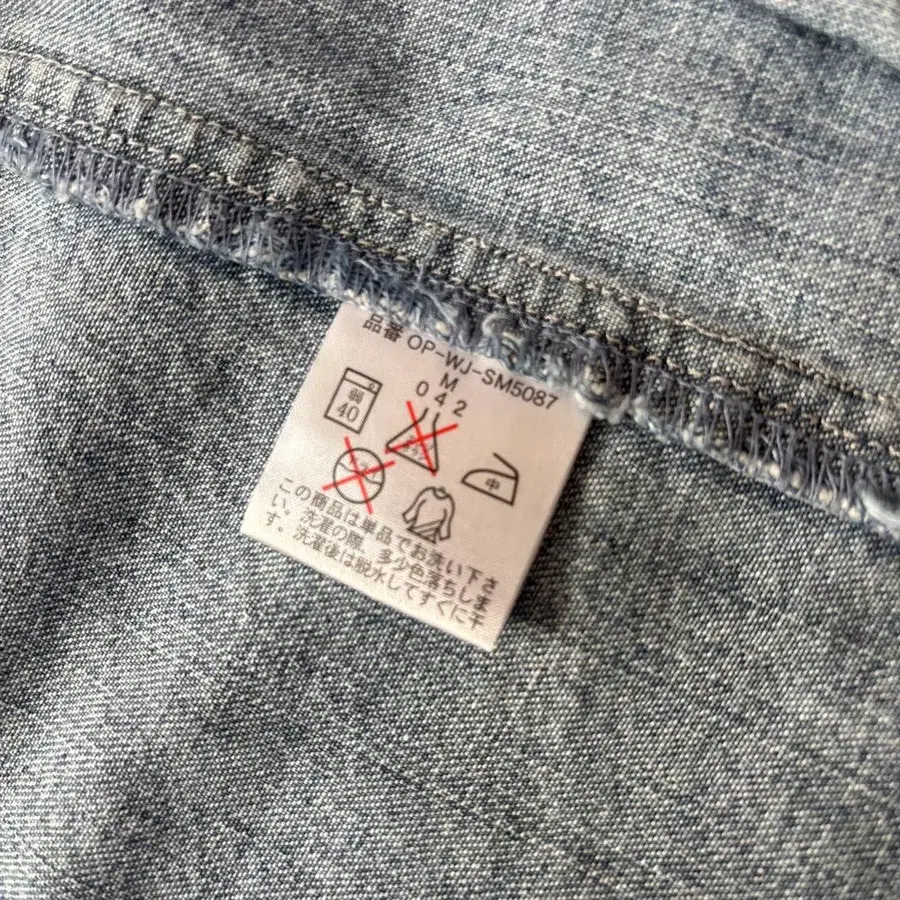 品番 OP-WJ-SM5087
M
0 4 2
弱
40
中
この商品は単品でお洗い下さ
い。洗濯の際、多少色落ちしま
す。洗濯後は脱水してすぐに干